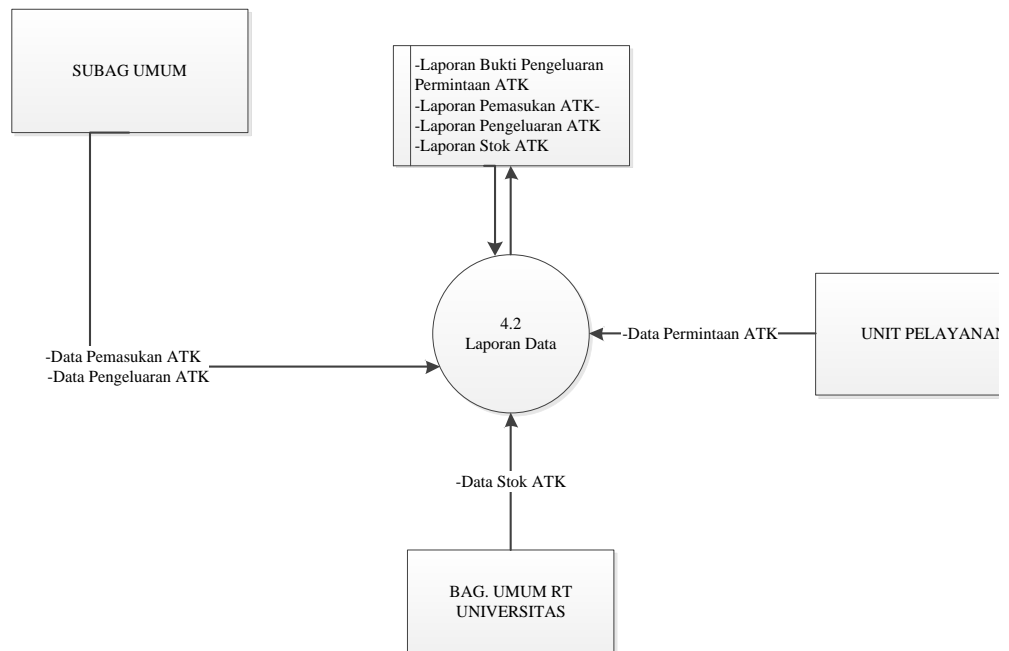 SUBAG UMUM
-Laporan Bukti Pengeluaran
Permintaan ATK
-Laporan Pemasukan ATK-
-Laporan Pengeluaran ATK
-Laporan Stok ATK
4.2
Laporan Data
-Data Permintaan ATK
UNIT PELAYANAN
-Data Pemasukan ATK
-Data Pengeluaran ATK
-Data Stok ATK
BAG. UMUM RT
UNIVERSITAS